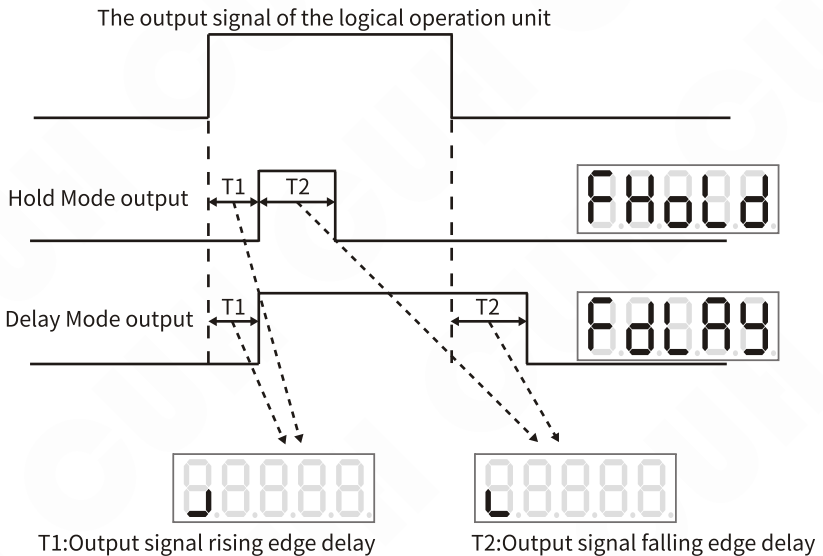 The output signal of the logical operation unit
T1 T2
Hold Mode output
FHoLd
T1 T2
Delay Mode output
FdLAy
T1:Output signal rising edge delay
T2:Output signal falling edge delay